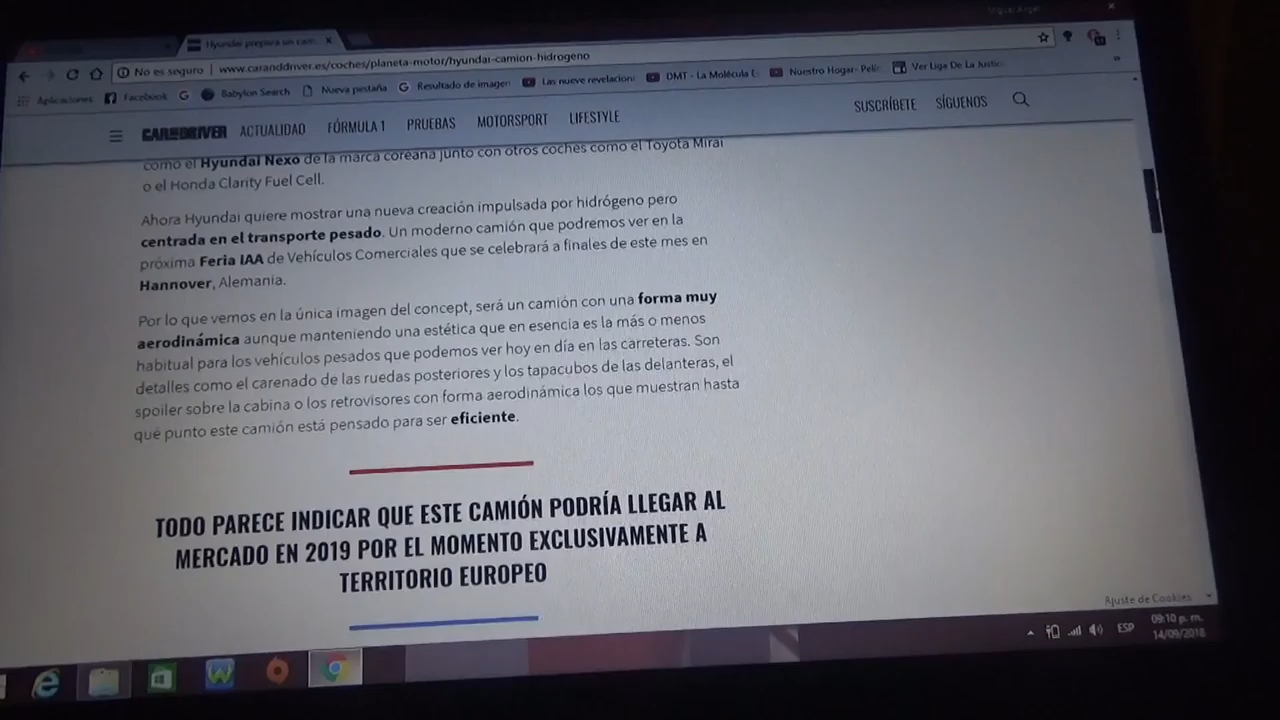 Miguel Angel
Hyundai prepara un cam
No es seguro | www.caranddriver.es/coches/planeta-motor/hyundai-camion-hidrogeno
Aplicaciones Facebook Babylon Search Nueva pestaña Resultado de imagen Las nueve revelacion DMT - La Molécula Nuestro Hogar- Pelíc Ver Liga De La Justic
CAR AND DRIVER ACTUALIDAD FÓRMULA 1 PRUEBAS MOTORSPORT LIFESTYLE SUSCRÍBETE SÍGUENOS
como el Hyundai Nexo de la marca coreana junto con otros coches como el Toyota Mirai
o el Honda Clarity Fuel Cell.
Ahora Hyundai quiere mostrar una nueva creación impulsada por hidrógeno pero
centrada en el transporte pesado. Un moderno camión que podremos ver en la
próxima Feria IAA de Vehículos Comerciales que se celebrará a finales de este mes en
Hannover, Alemania.
Por lo que vemos en la única imagen del concept, será un camión con una forma muy
aerodinámica aunque manteniendo una estética que en esencia es la más o menos
habitual para los vehículos pesados que podemos ver hoy en día en las carreteras. Son
detalles como el carenado de las ruedas posteriores y los tapacubos de las delanteras, el
spoiler sobre la cabina o los retrovisores con forma aerodinámica los que muestran hasta
qué punto este camión está pensado para ser eficiente.
TODO PARECE INDICAR QUE ESTE CAMIÓN PODRÍA LLEGAR AL
MERCADO EN 2019 POR EL MOMENTO EXCLUSIVAMENTE A
TERRITORIO EUROPEO
Ajuste de Cookies
ESP
09:10 p. m.
14/09/2018